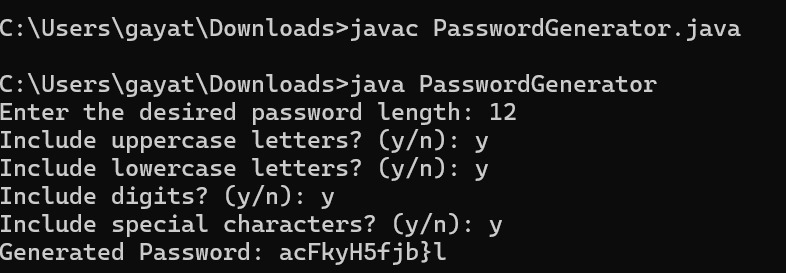 C:\Users\gayat\Downloads>javac PasswordGenerator.java
C:\Users\gayat\Downloads>java PasswordGenerator
Enter the desired password length: 12
Include uppercase letters? (y/n): y
Include lowercase letters? (y/n): y
Include digits? (y/n): y
Include special characters? (y/n): y
Generated Password: acFkyH5fjb}l